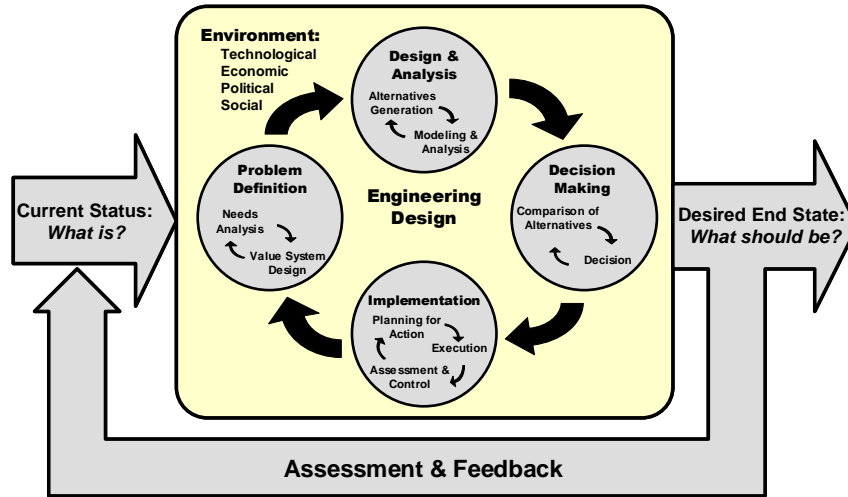 Environment:
Technological
Economic
Political
Social
Design &
Analysis
Alternatives
Generation
Modeling &
Analysis
Problem
Definition
Needs
Analysis
Value System
Design
Engineering
Design
Decision
Making
Comparison of
Alternatives
Decision
Implementation
Planning for
Action
Execution
Assessment &
Control
Current Status:
What is?
Desired End State:
What should be?
Assessment & Feedback